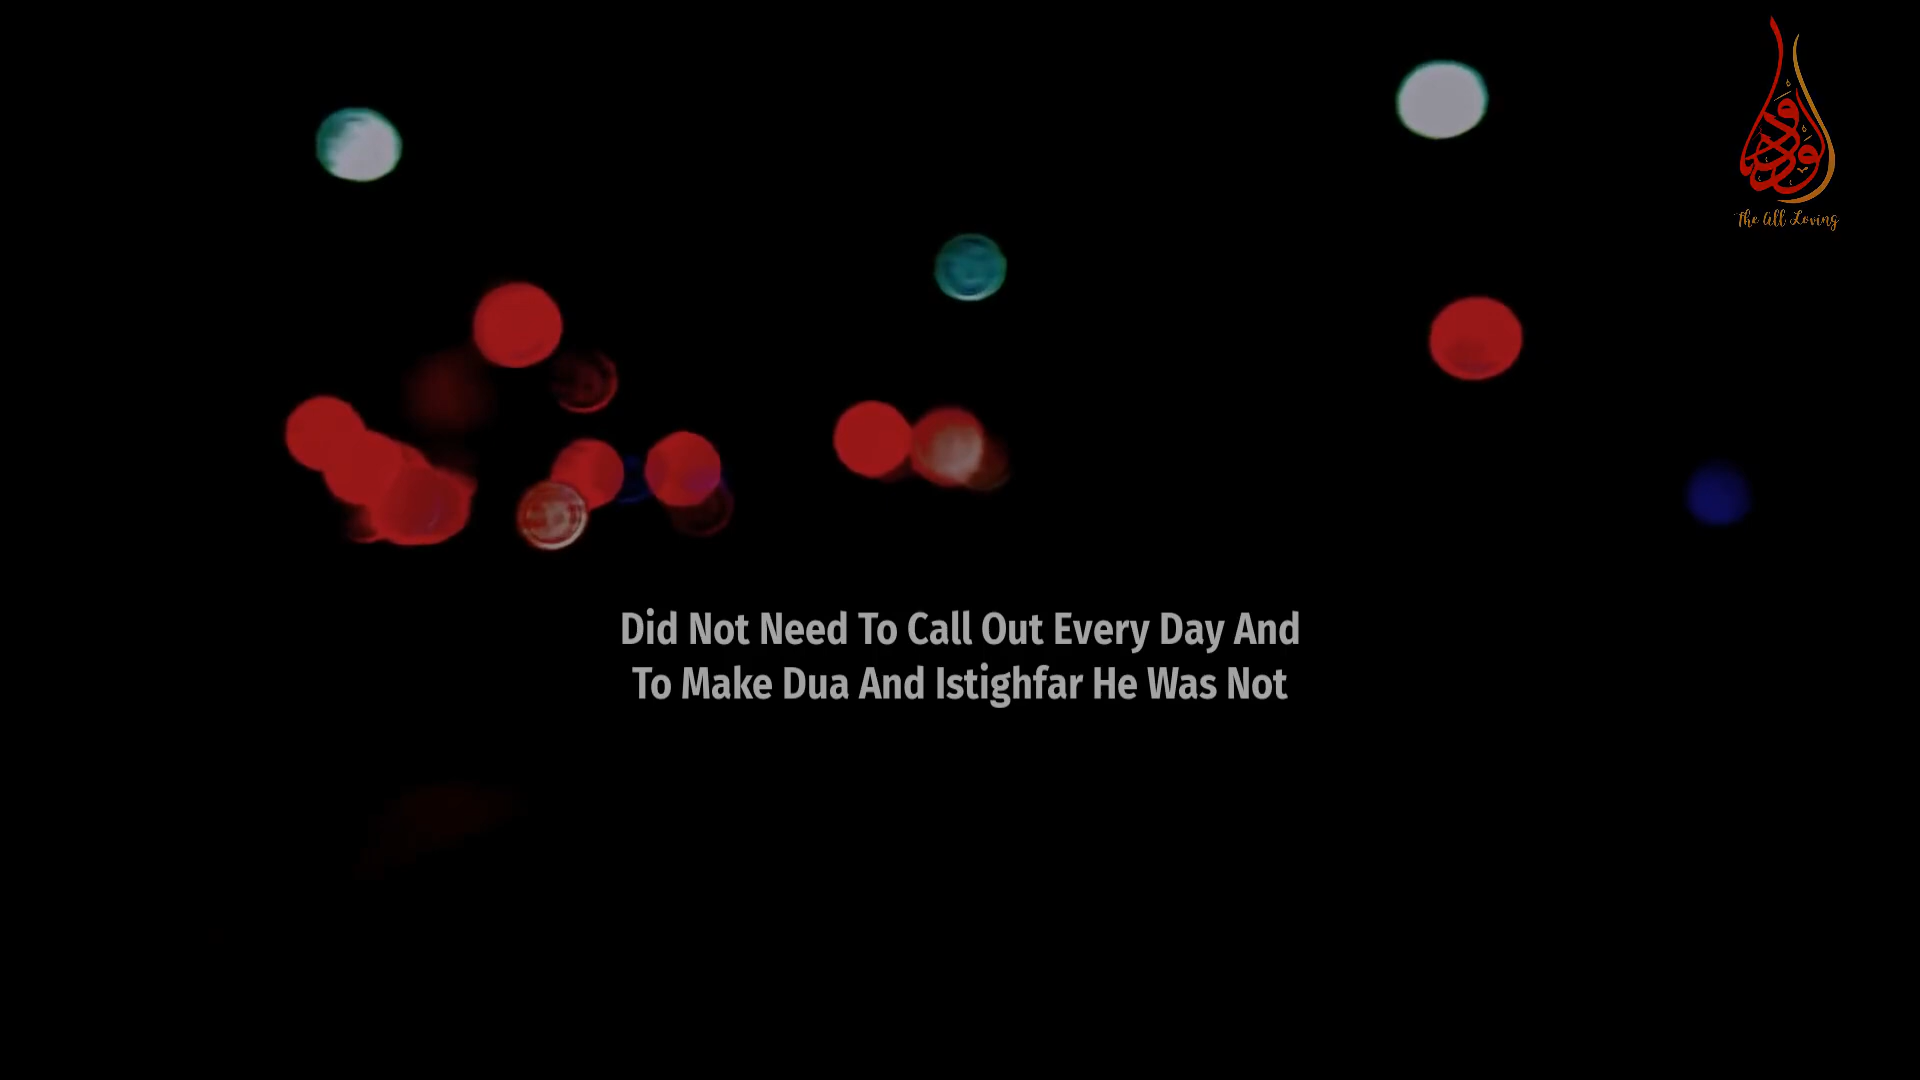 الودود
The All Loving
Did Not Need To Call Out Every Day And
To Make Dua And Istighfar He Was Not